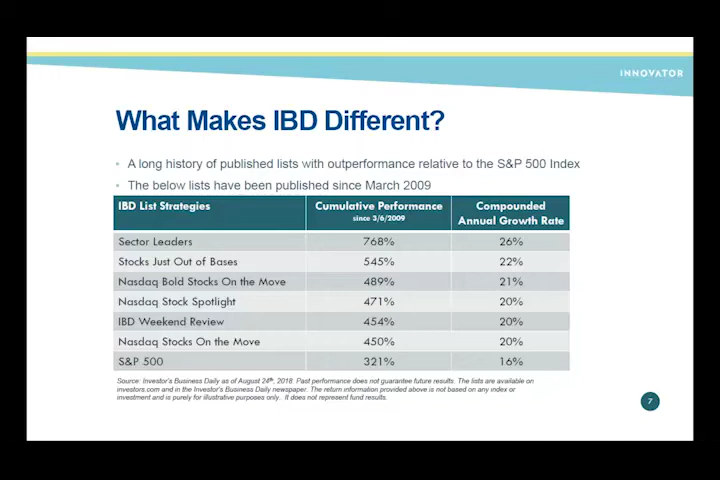 INNOVATOR
What Makes IBD Different?
• A long history of published lists with outperformance relative to the S&P 500 Index
• The below lists have been published since March 2009
IBD List Strategies Cumulative Performance Compounded
since 3/6/2009 Annual Growth Rate
Sector Leaders 768% 26%
Stocks Just Out of Bases 545% 22%
Nasdaq Bold Stocks On the Move 489% 21%
Nasdaq Stock Spotlight 471% 20%
IBD Weekend Review 454% 20%
Nasdaq Stocks On the Move 450% 20%
S&P 500 321% 16%
Source: Investor's Business Daily as of August 24th, 2018. Past performance does not guarantee future results. The lists are available on
investors.com and in the Investor's Business Daily newspaper. The return information provided above is not based on any index or
investment and is purely for illustrative purposes only. It does not represent fund results.
7